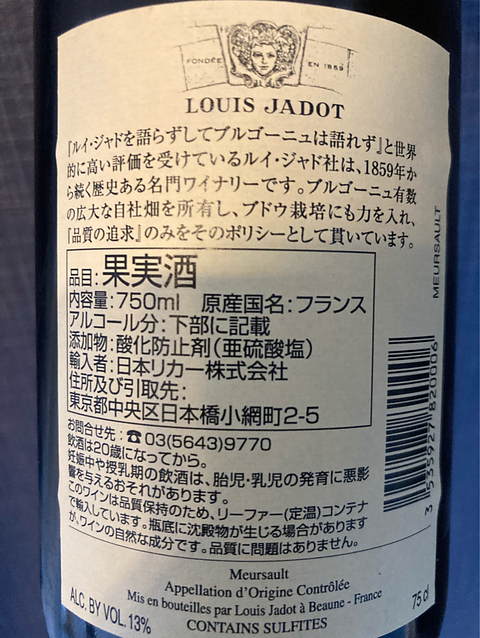 FONDÉE EN 1859
LOUIS JADOT
『ルイ・ジャドを語らずしてブルゴーニュは語れず』と世界
的に高い評価を受けているルイ・ジャド社は、1859年か
ら続く歴史ある名門ワイナリーです。ブルゴーニュ有数
の広大な自社畑を所有し、ブドウ栽培にも力を入れ、
『品質の追求』のみをそのポリシーとして貫いています。
品目:果実酒
内容量:750ml 原産国名:フランス
アルコール分:下部に記載
添加物:酸化防止剤(亜硫酸塩)
輸入者:日本リカー株式会社
住所及び引取先:
東京都中央区日本橋小網町2-5
お問合せ先:☎03(5643)9770
飲酒は20歳になってから。
妊娠中や授乳期の飲酒は、胎児・乳児の発育に悪影
響を与えるおそれがあります。
このワインは品質保持のため、リーファー(定温)コンテナ
で輸入しています。瓶底に沈殿物が生じる場合があります
が、ワインの自然な成分です。品質に問題はありません。
MEURSAULT
3 535927 820006
Meursault
Appellation d'Origine Contrôlée
Mis en bouteilles par Louis Jadot à Beaune - France
ALC. BY VOL. 13%
75 cl
CONTAINS SULFITES